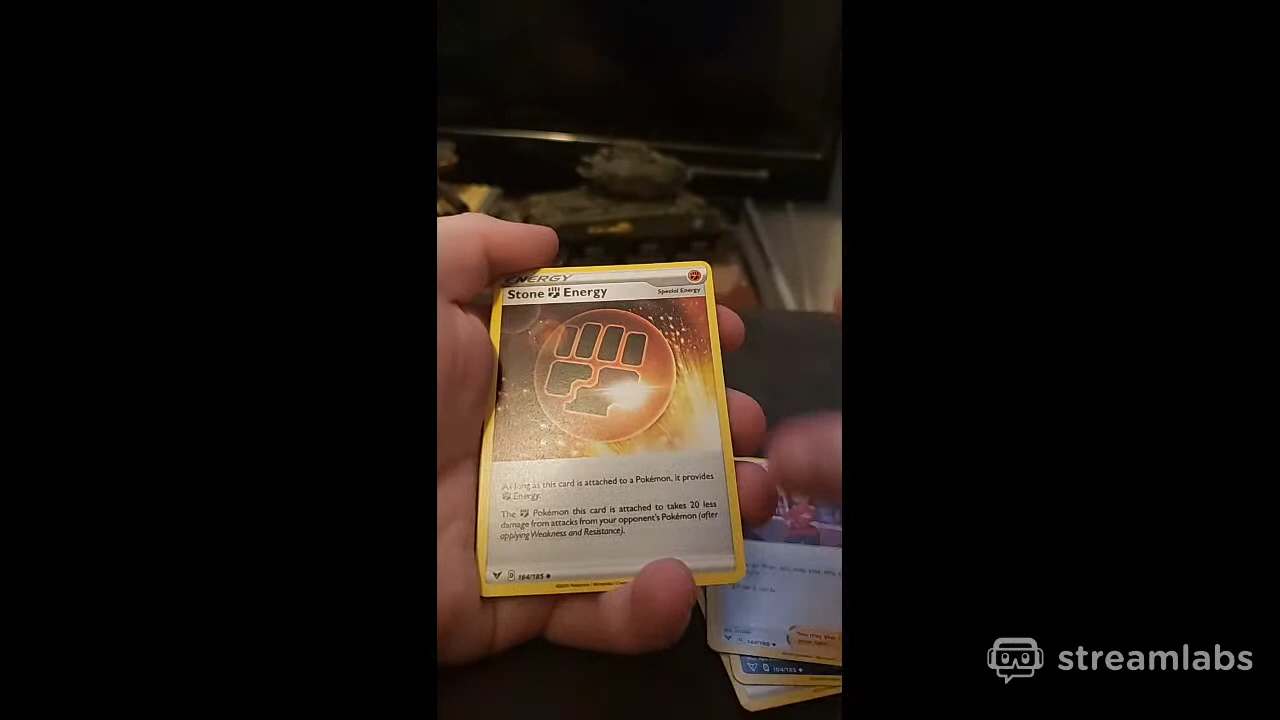 ENERGY
Stone Energy
Special Energy
As long as this card is attached to a Pokémon, it provides
Energy.
The Pokémon this card is attached to takes 20 less
damage from attacks from your opponent's Pokémon (after
applying Weakness and Resistance).
D 164/185
streamlabs